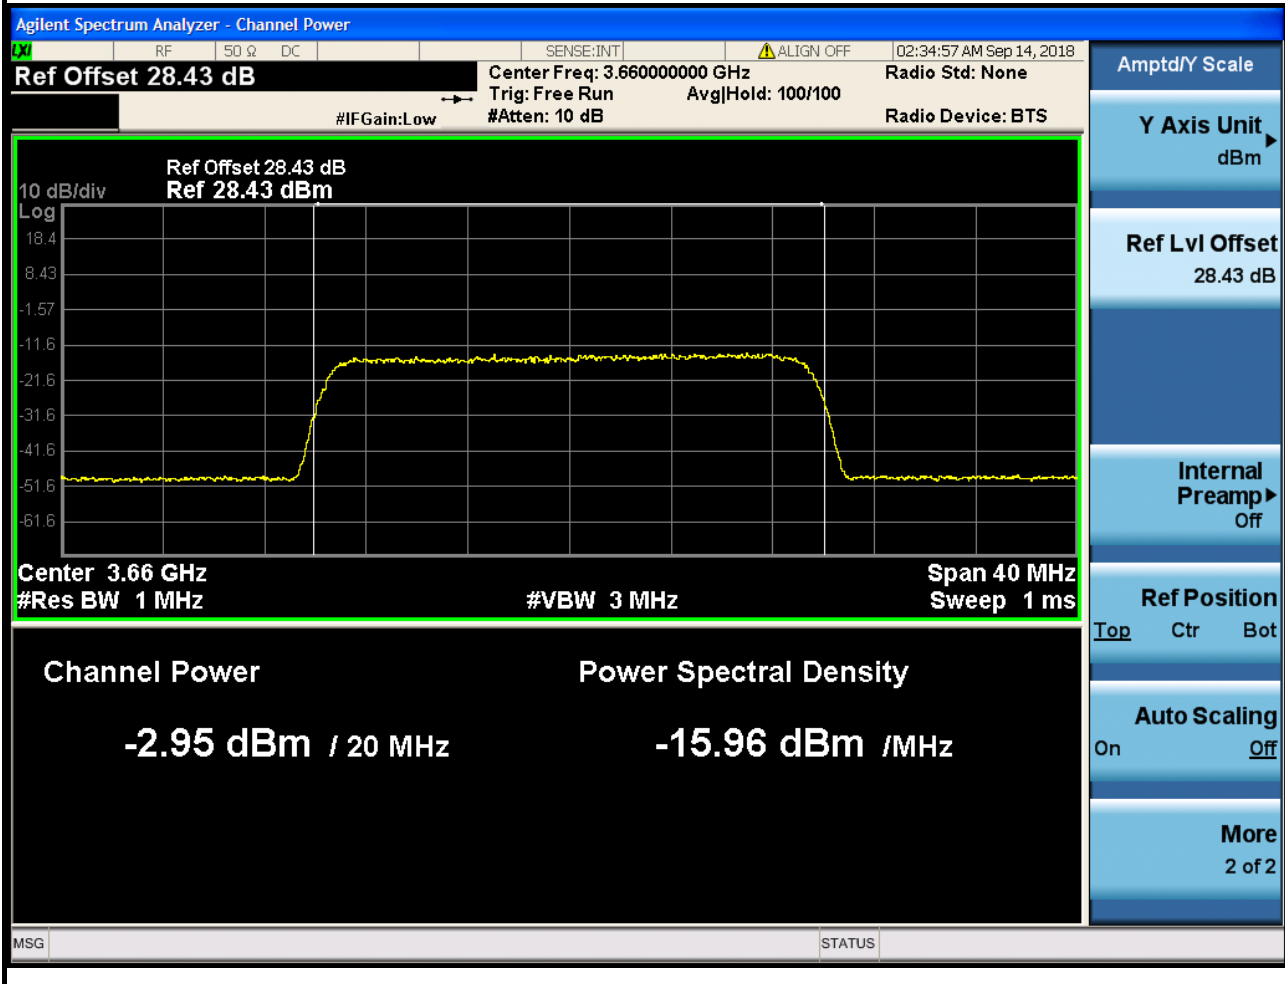 Agilent Spectrum Analyzer - Channel Power
LXI RF 50 Ω DC SENSE:INT ALIGN OFF 02:34:57 AM Sep 14, 2018
Ref Offset 28.43 dB
Center Freq: 3.660000000 GHz
Radio Std: None
Trig: Free Run Avg|Hold: 100/100
#IFGain:Low
#Atten: 10 dB
Radio Device: BTS
Ref Offset 28.43 dB
10 dB/div Ref 28.43 dBm
Log
18.4
8.43
-1.57
-11.6
-21.6
-31.6
-41.6
-51.6
-61.6
Center 3.66 GHz Span 40 MHz
#Res BW 1 MHz #VBW 3 MHz Sweep 1 ms
Channel Power Power Spectral Density
-2.95 dBm / 20 MHz -15.96 dBm /MHz
MSG STATUS
Amptd/Y Scale
Y Axis Unit
dBm
Ref Lvl Offset
28.43 dB
Internal
Preamp
Off
Ref Position
Top Ctr Bot
Auto Scaling
On Off
More
2 of 2